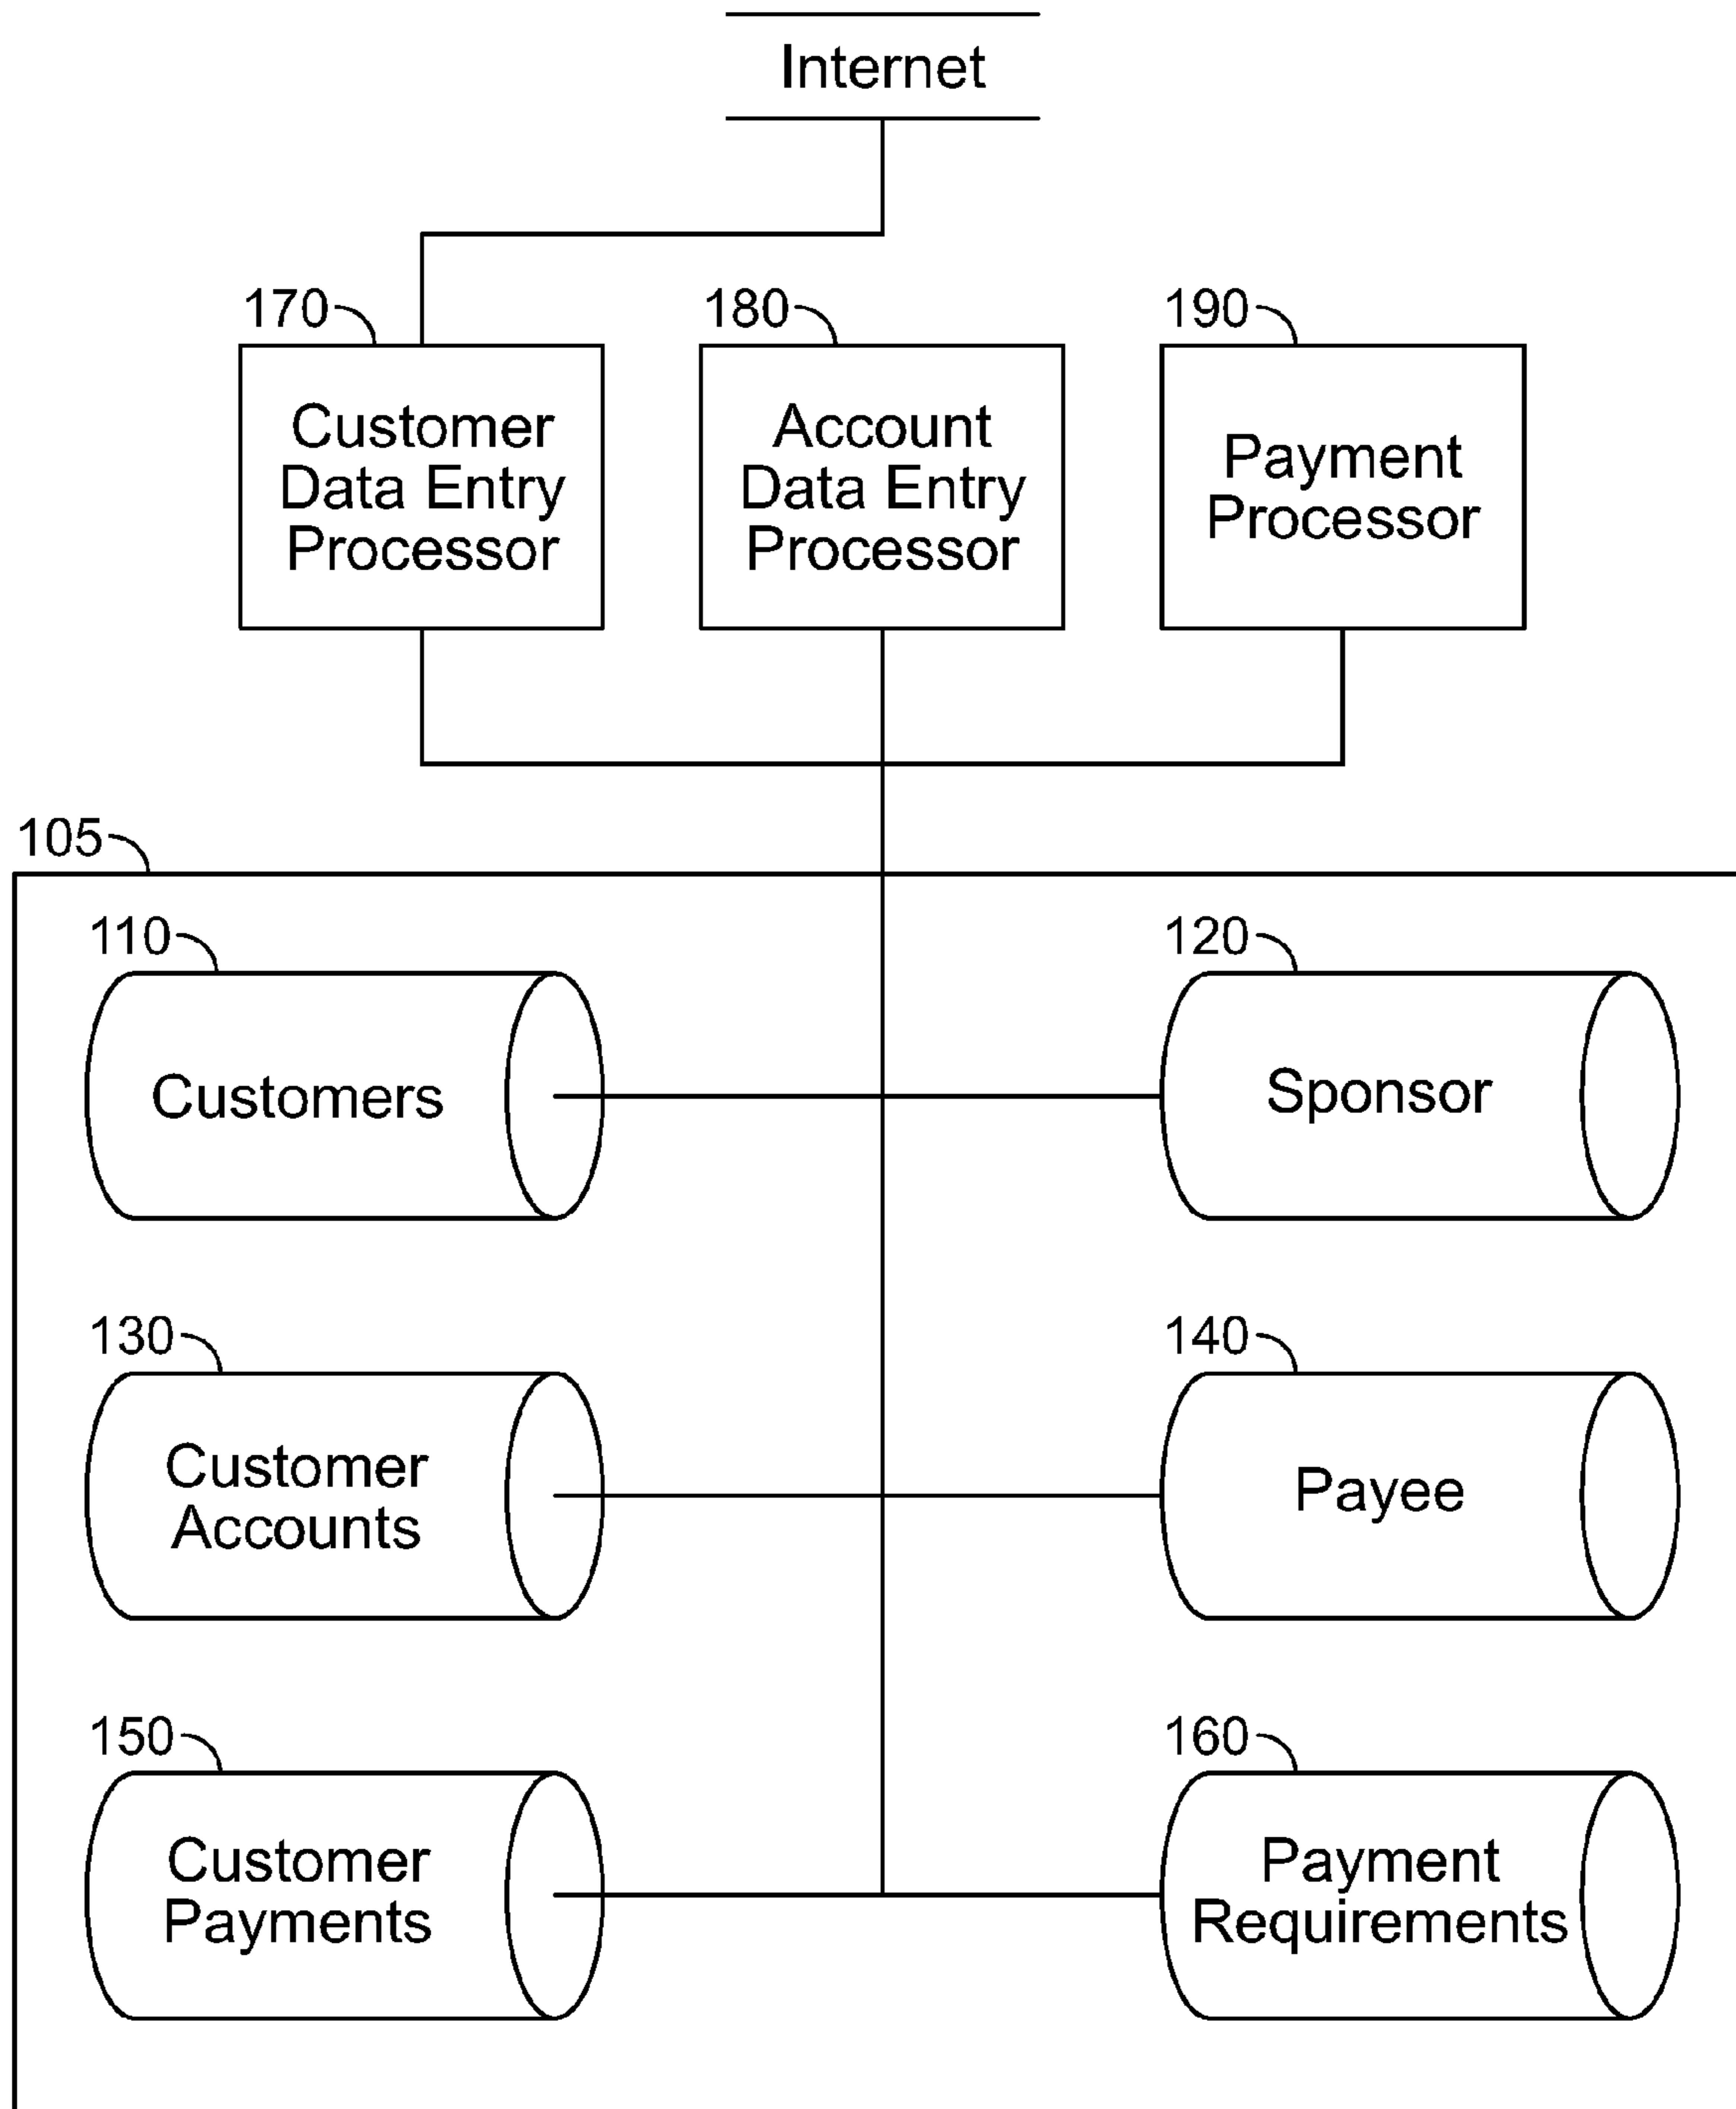 Internet
170
180
190
Customer
Data Entry
Processor
Account
Data Entry
Processor
Payment
Processor
105
110
120
Customers
Sponsor
130
140
Customer
Accounts
Payee
150
160
Customer
Payments
Payment
Requirements